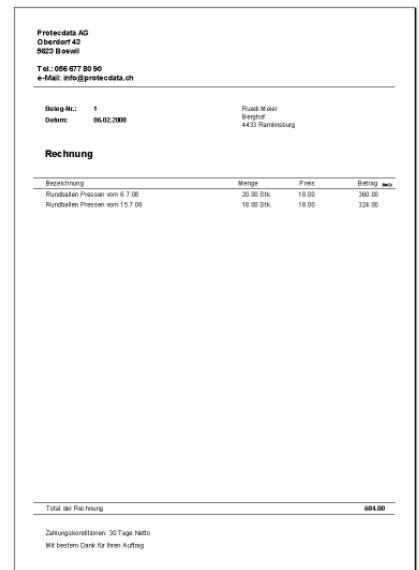 Protecdata AG
Oberdorf 43
5623 Boswil
Tel.: 056 677 80 90
e-Mail: info@protecdata.ch
Beleg-Nr.: 1
Datum: 06.02.2008
Ruedi Meier
Berghof
4433 Ramlinsburg
Rechnung
Bezeichnung Menge Preis Betrag MwSt
Rundballen Pressen vom 6.7.08 20.00 Stk. 18.00 360.00
Rundballen Pressen vom 15.7.08 18.00 Stk. 18.00 324.00
Total der Rechnung 684.00
Zahlungskonditionen: 30 Tage Netto
Mit bestem Dank für Ihren Auftrag